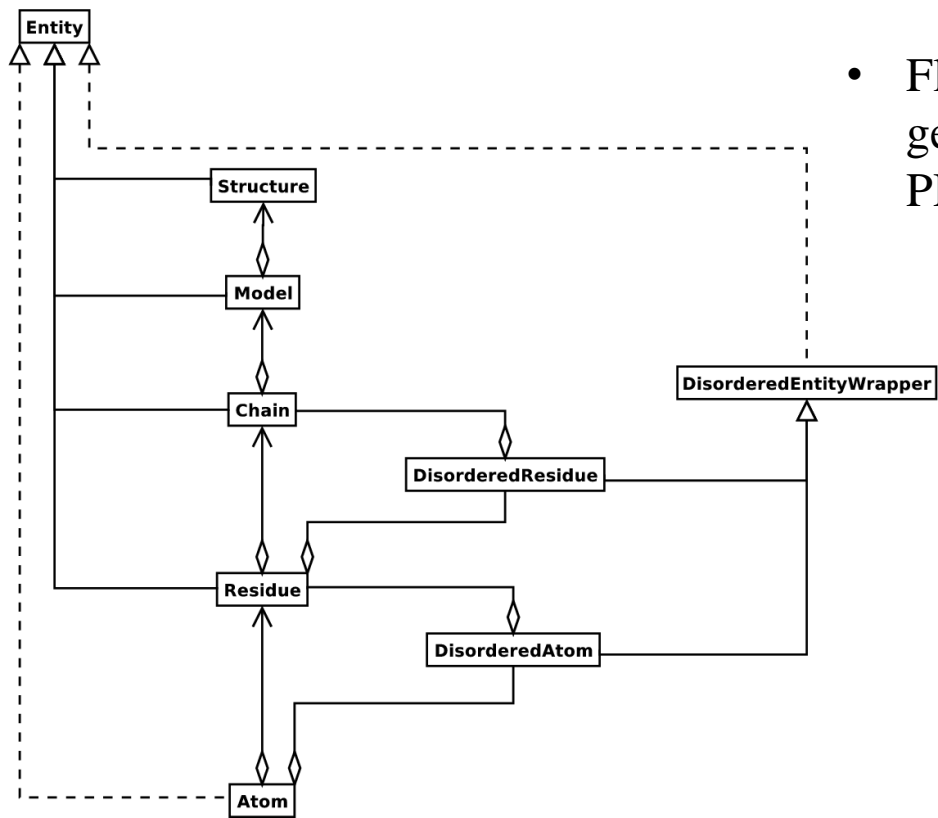 Entity
Structure
Model
DisorderedEntityWrapper
Chain
DisorderedResidue
Residue
DisorderedAtom
Atom